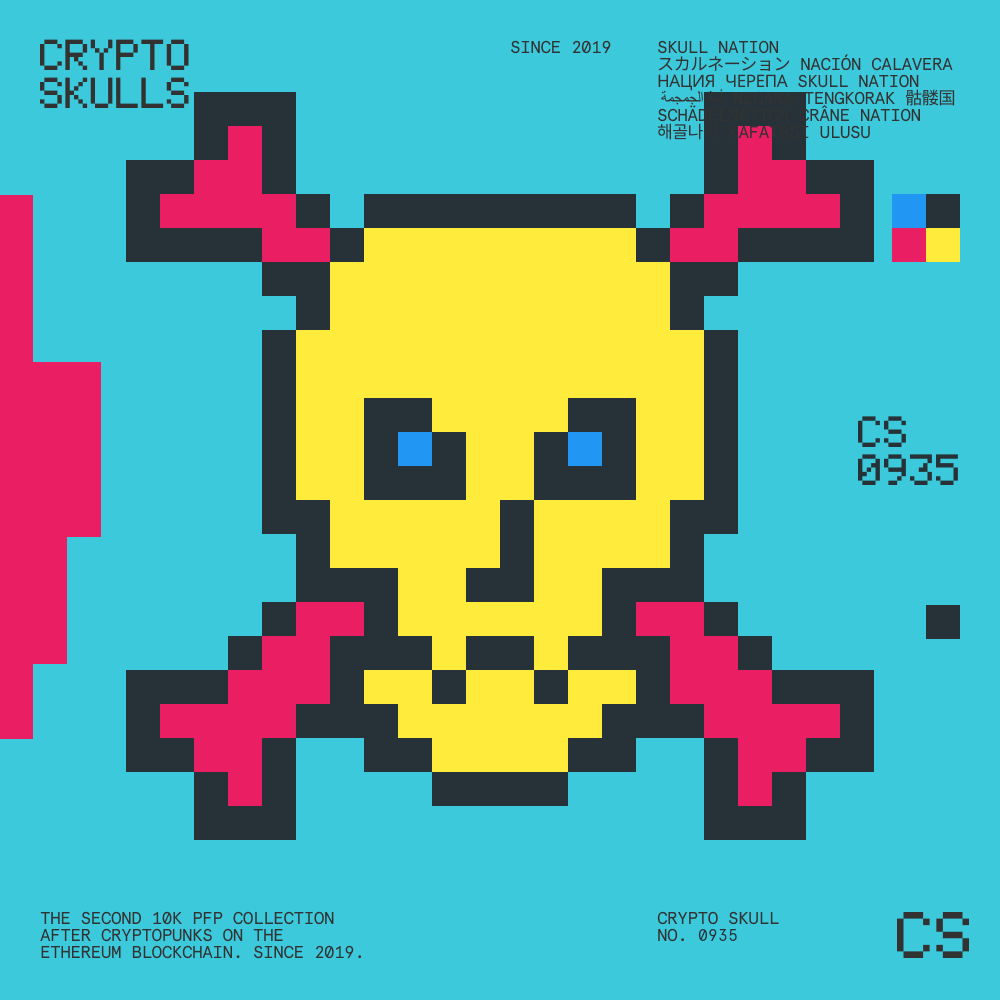 CRYPTO
SKULLS
SINCE 2019
SKULL NATION
スカルネーション NACIÓN CALAVERA
НАЦИЯ ЧЕРЕПА SKULL NATION
الجمجمة TENGKORAK 骷髅国
CRÂNE NATION
해골나 KAFA ULUSU
CS
0935
THE SECOND 10K PFP COLLECTION
AFTER CRYPTOPUNKS ON THE
ETHEREUM BLOCKCHAIN. SINCE 2019.
CRYPTO SKULL
NO. 0935
CS